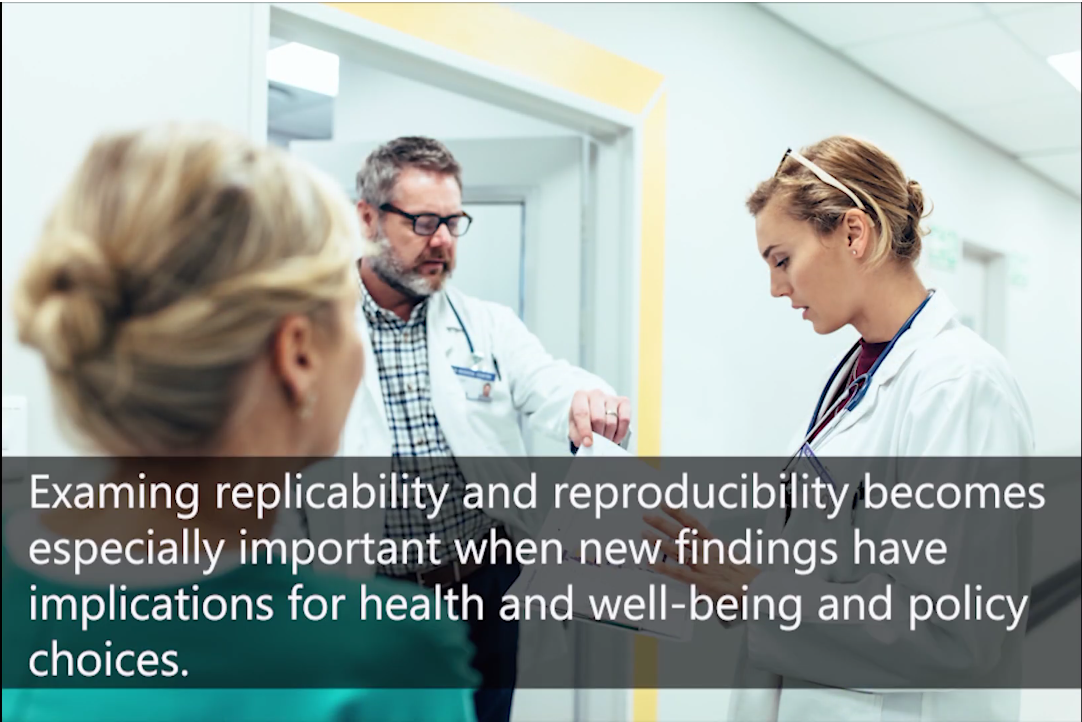 Examing replicability and reproducibility becomes
especially important when new findings have
implications for health and well-being and policy
choices.